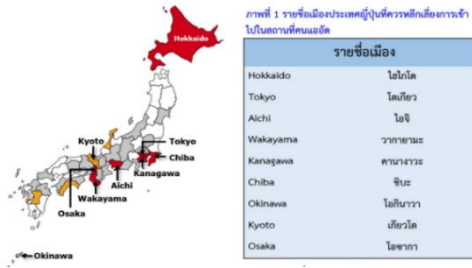 Hokkaido
Kyoto
Tokyo
Chiba
Kanagawa
Aichi
Wakayama
Osaka
Okinawa
ภาพที่ 1 รายชื่อเมืองประเทศญี่ปุ่นที่ควรหลีกเลี่ยงการเข้า
ไปในสถานที่คนแออัด
รายชื่อเมือง
Hokkaido ไฮไกโด
Tokyo โตเกียว
Aichi ไอจิ
Wakayama วากายามะ
Kanagawa คานางาวะ
Chiba ชิบะ
Okinawa โอกินาวา
Kyoto เกียวโต
Osaka โอซากา